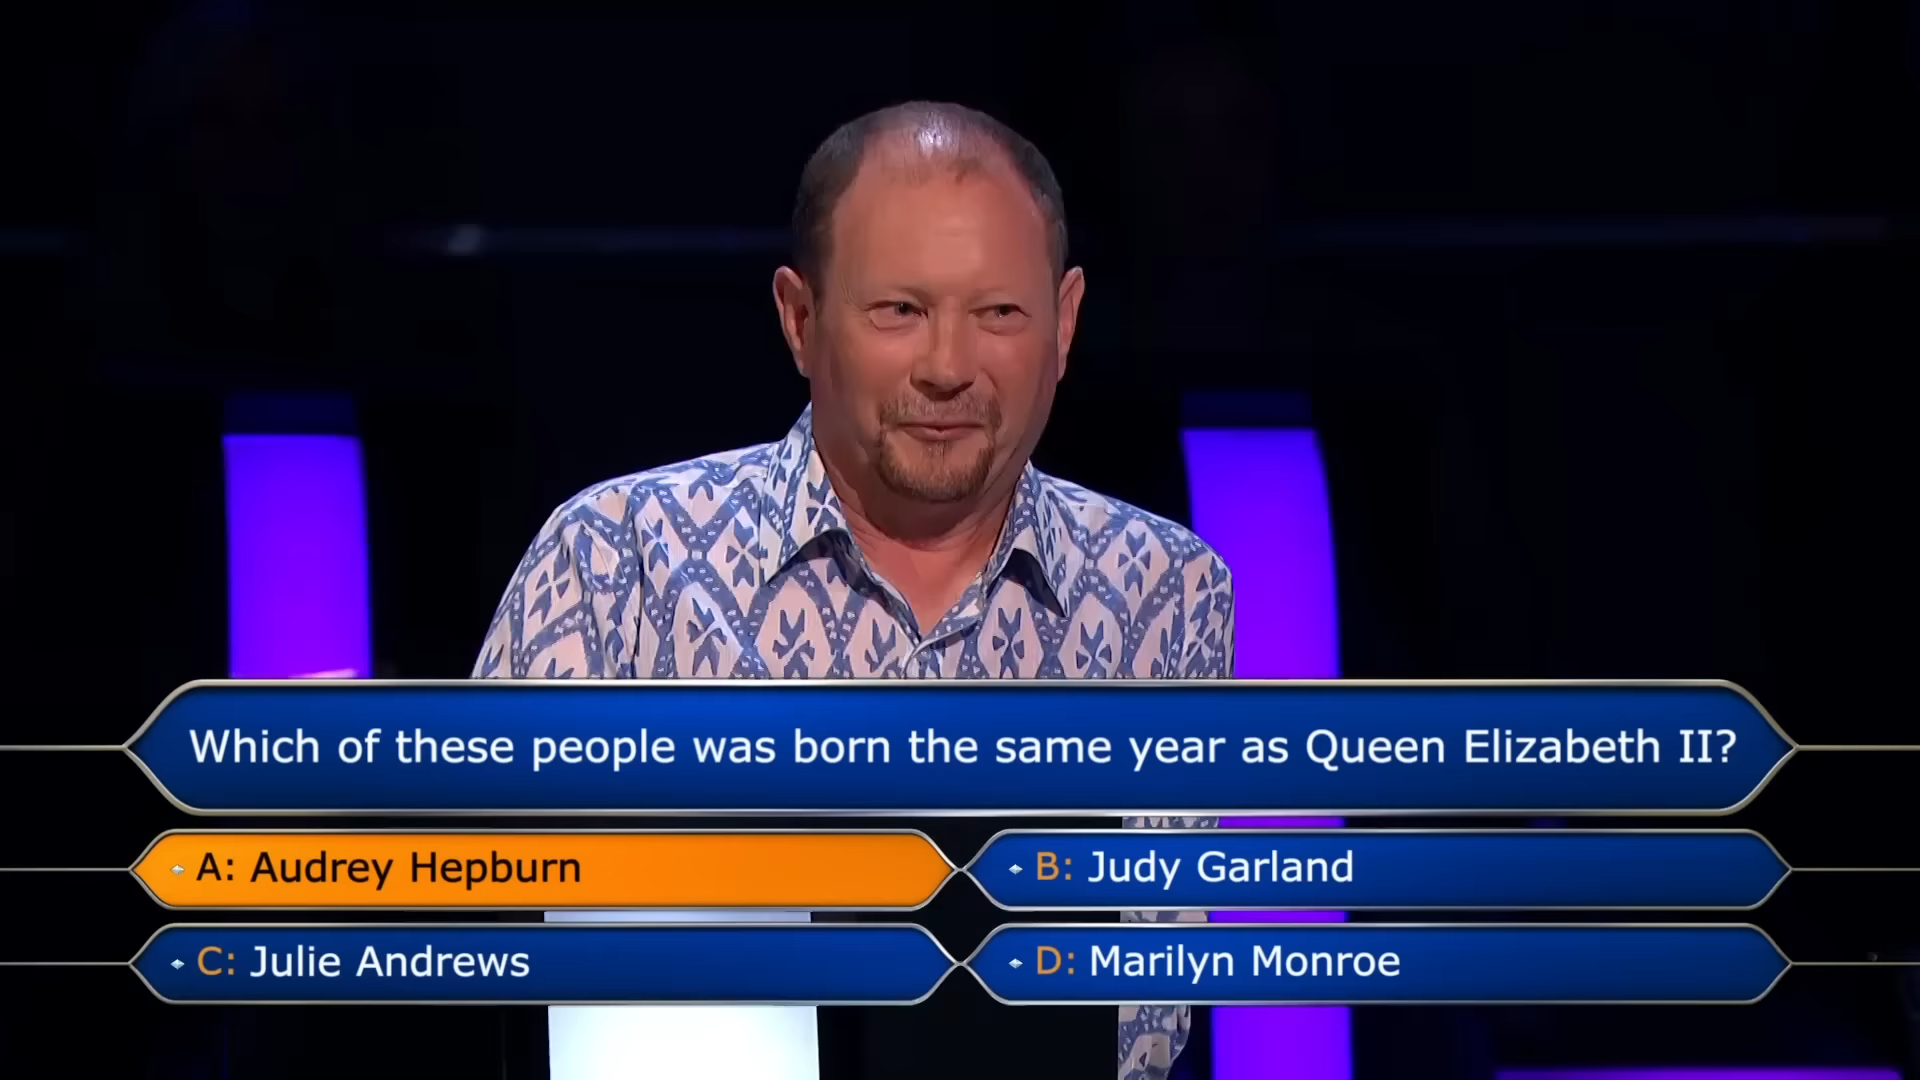 Which of these people was born the same year as Queen Elizabeth II?
A: Audrey Hepburn
B: Judy Garland
C: Julie Andrews
D: Marilyn Monroe